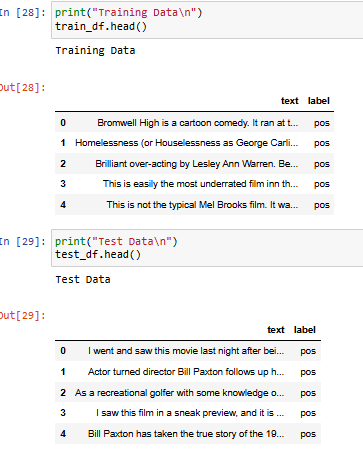 In [28]: print("Training Data\n")
train_df.head()
Training Data
Out[28]:
text label
0 Bromwell High is a cartoon comedy. It ran at t... pos
1 Homelessness (or Houselessness as George Carli... pos
2 Brilliant over-acting by Lesley Ann Warren. Be... pos
3 This is easily the most underrated film inn th... pos
4 This is not the typical Mel Brooks film. It wa... pos
In [29]: print("Test Data\n")
test_df.head()
Test Data
Out[29]:
text label
0 I went and saw this movie last night after bei... pos
1 Actor turned director Bill Paxton follows up h... pos
2 As a recreational golfer with some knowledge o... pos
3 I saw this film in a sneak preview, and it is ... pos
4 Bill Paxton has taken the true story of the 19... pos